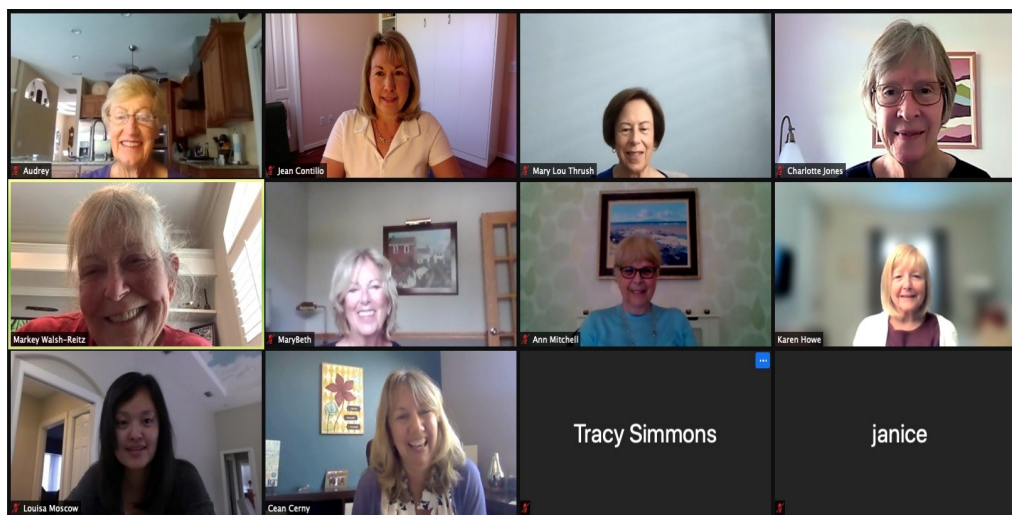 Audrey
Jean Contillo
Mary Lou Thrush
Charlotte Jones
Markey Walsh-Reitz
MaryBeth
Ann Mitchell
Karen Howe
Louisa Moscow
Cean Cerny
Tracy Simmons
janice